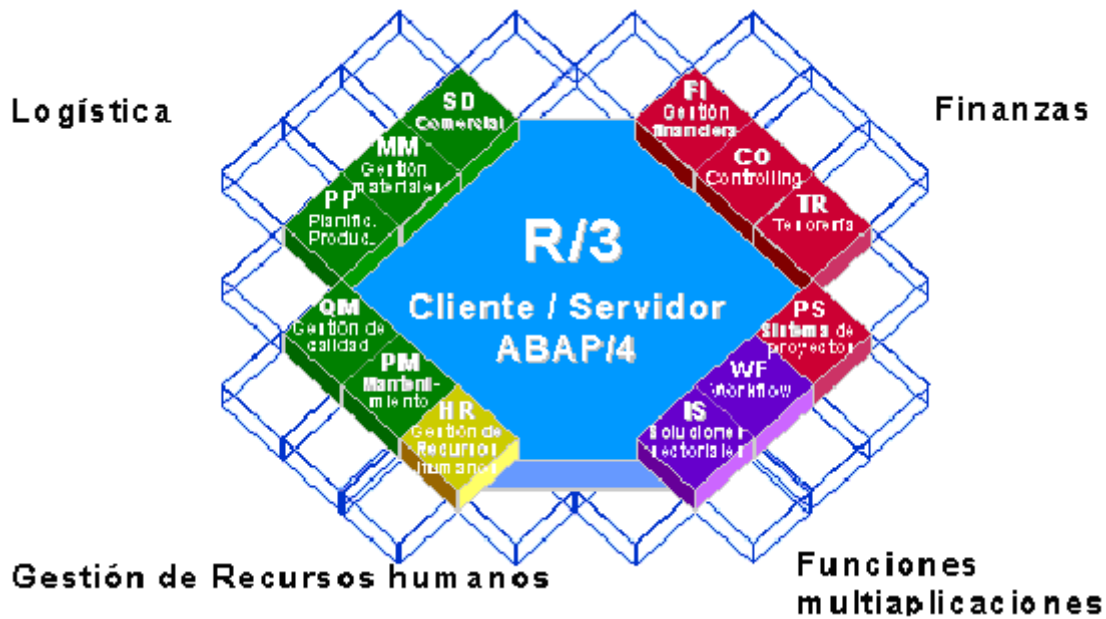 Logística
Finanzas
SD
Comercial
MM
Gestión
materiales
PP
Planific.
Produc.
QM
Gestión de
calidad
PM
Manteni-
miento
HR
Gestión de
Recursos
humanos
R/3
Cliente / Servidor
ABAP/4
FI
Gestión
financiera
CO
Controlling
TR
Tesorería
PS
Sistema de
proyectos
WF
Workflow
IS
Soluciones
sectoriales
Gestión de Recursos humanos
Funciones
multiaplicaciones